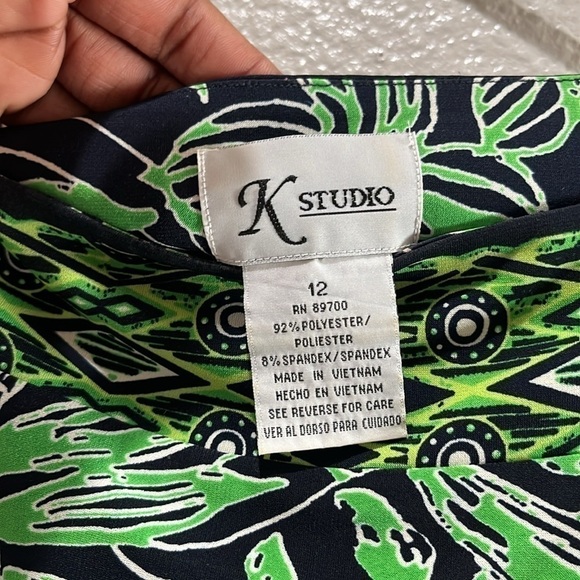 K STUDIO
12
RN 89700
92% POLYESTER/
POLIESTER
8% SPANDEX/SPANDEX
MADE IN VIETNAM
HECHO EN VIETNAM
SEE REVERSE FOR CARE
VER AL DORSO PARA CUIDADO